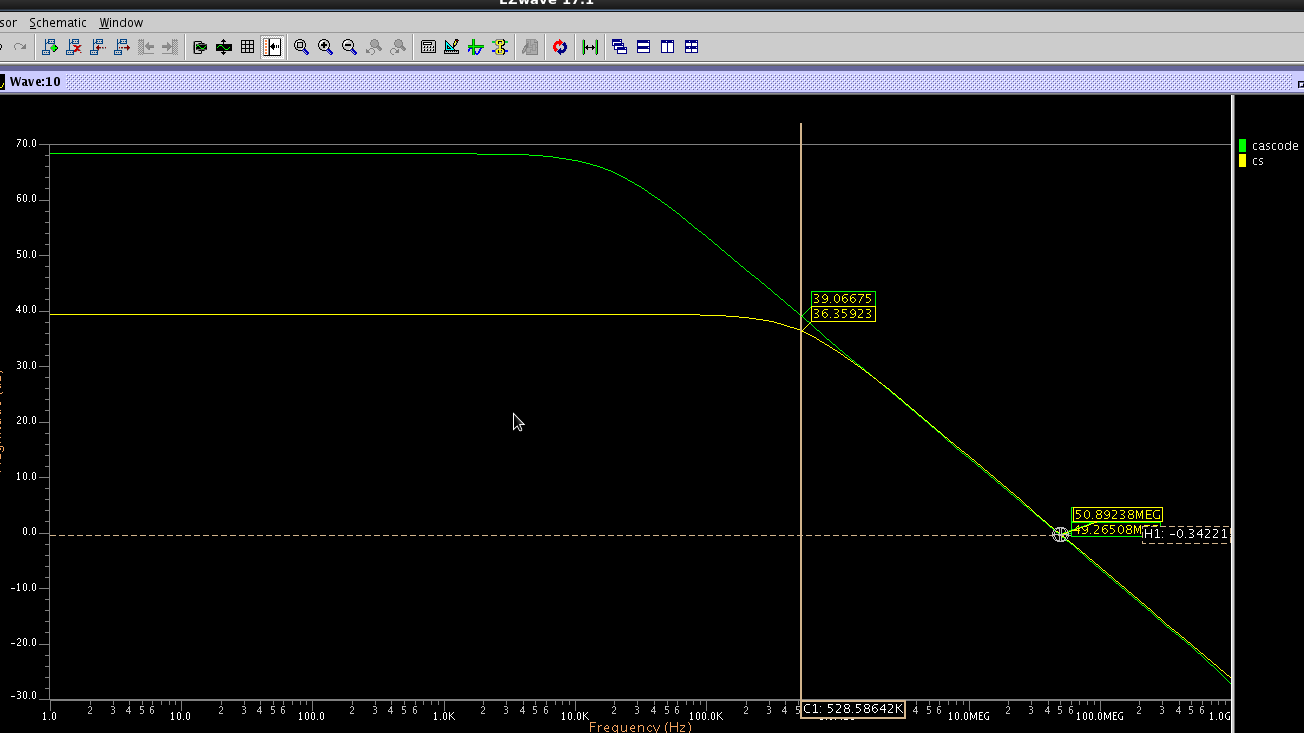 EZwave 17.1
sor Schematic Window
Wave:10
70.0
60.0
50.0
40.0
30.0
20.0
10.0
0.0
-10.0
-20.0
-30.0
cascode
cs
39.06675
36.35923
50.89238MEG
49.26508M
H1: -0.34221
C1: 528.58642K
1.0 2 3 4 5 6 10.0 2 3 4 5 6 100.0 2 3 4 5 6 1.0K 2 3 4 5 6 10.0K 2 3 4 5 6 100.0K 2 3 4 5 4 5 6 10.0MEG 2 3 4 5 6 100.0MEG 2 3 4 5 6 1.0G
Frequency (Hz)